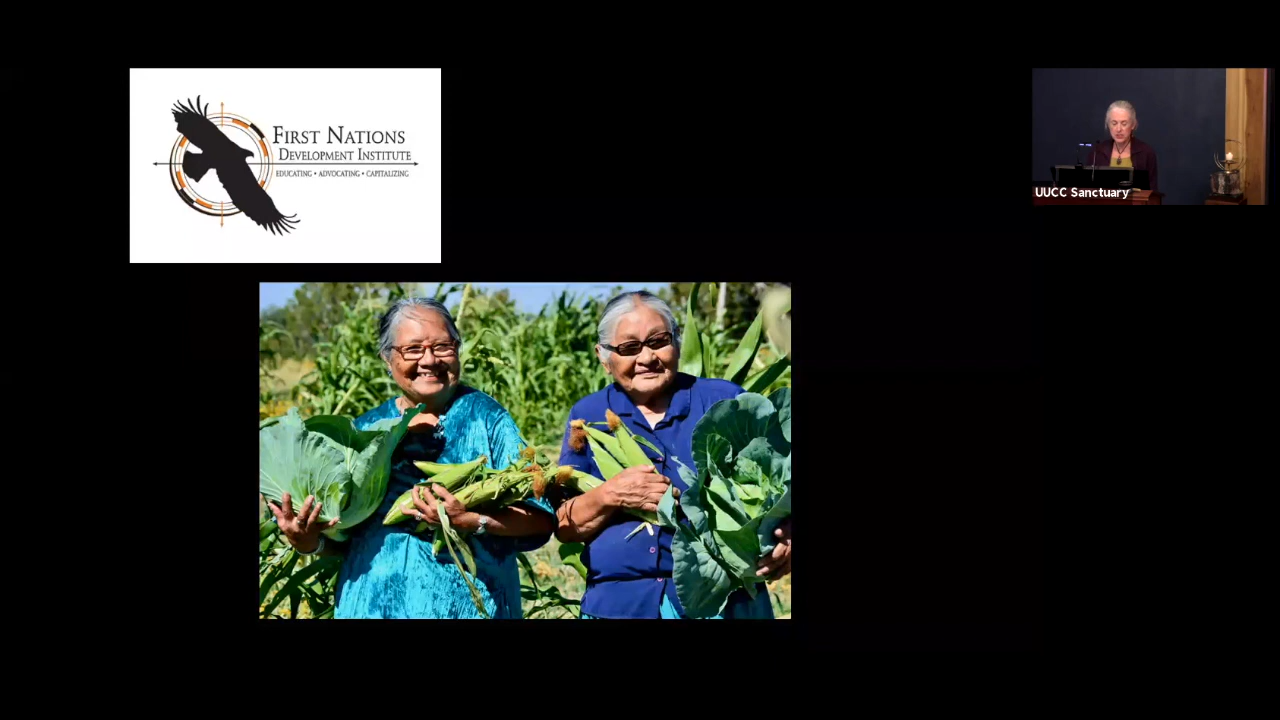 FIRST NATIONS
DEVELOPMENT INSTITUTE
EDUCATING • ADVOCATING • CAPITALIZING
UUCC Sanctuary